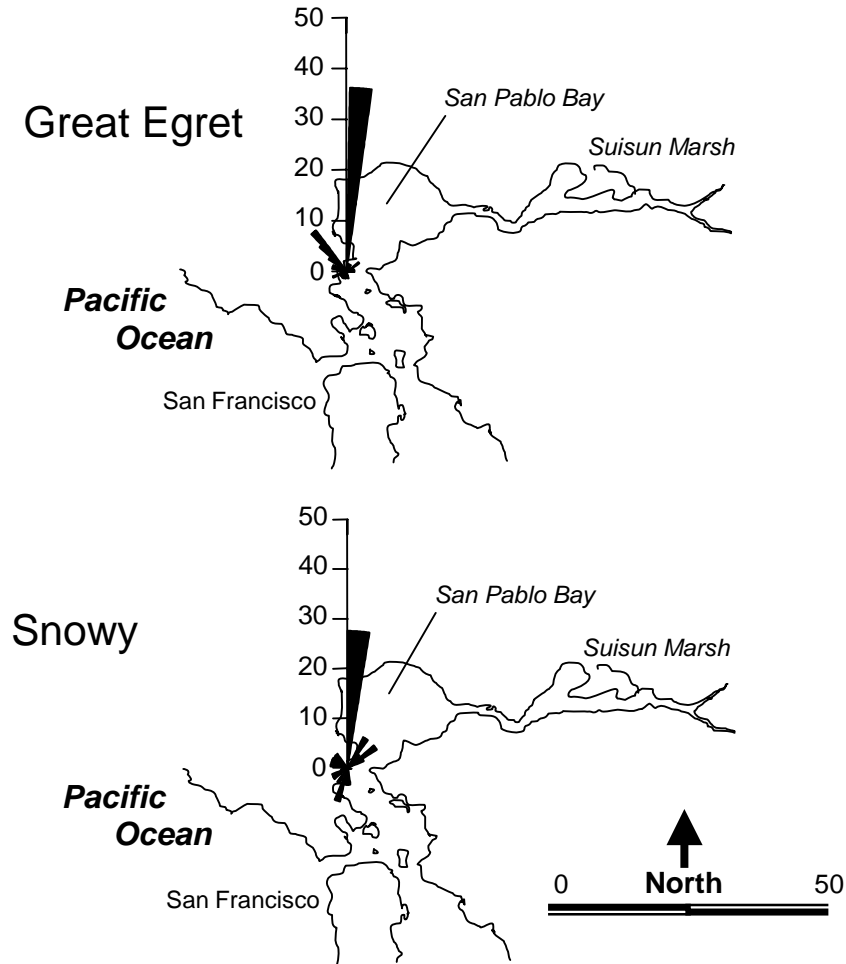 50
40
San Pablo Bay
30
Great Egret
Suisun Marsh
20
10
0
Pacific
Ocean
San Francisco
50
40
30
San Pablo Bay
Snowy
Suisun Marsh
20
10
0
Pacific
Ocean
0 North 50
San Francisco